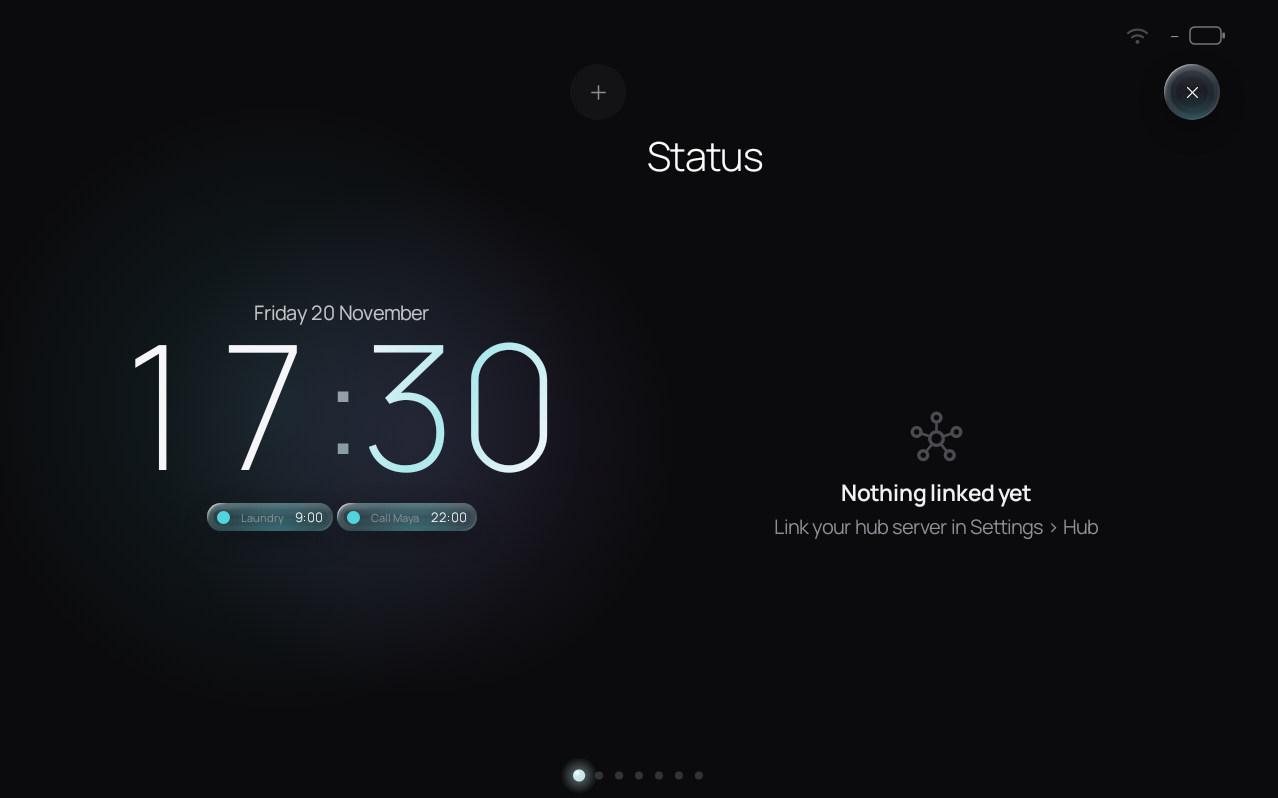 –
Status
Friday 20 November
17:30
Laundry 9:00 Call Maya 22:00
Nothing linked yet
Link your hub server in Settings > Hub